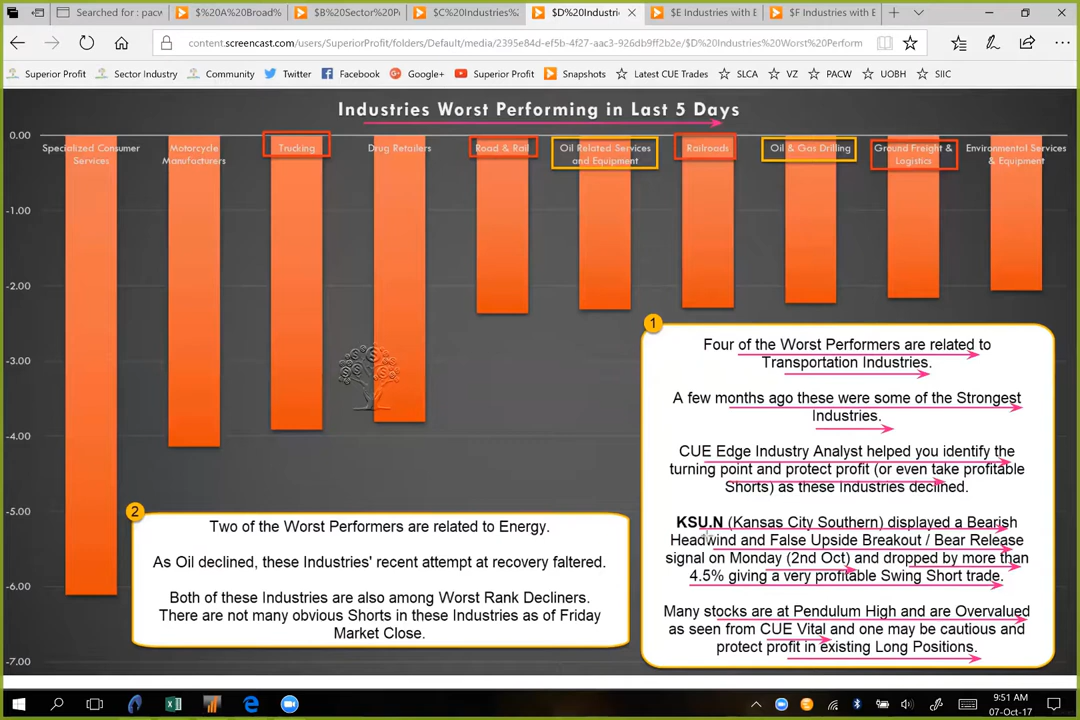 Searched for: pacw
$%20A%20Broad%
$B%20Sector%20Pe
$C%20Industries%
$D%20Industri
$E Industries with E
$F Industries with E
content.screencast.com/users/SuperiorProfit/folders/Default/media/2395e84d-ef5b-4f27-aac3-926db9ff2b2e/$D%20Industries%20Worst%20Perform
Superior Profit
Sector Industry
Community
Twitter
Facebook
Google+
Superior Profit
Snapshots
Latest CUE Trades
SLCA
VZ
PACW
UOBH
SIIC
Industries Worst Performing in Last 5 Days
0.00
-1.00
-2.00
-3.00
-4.00
-5.00
-6.00
-7.00
Specialized Consumer
Services
Motorcycle
Manufacturers
Trucking
Drug Retailers
Road & Rail
Oil Related Services
and Equipment
Railroads
Oil & Gas Drilling
Ground Freight &
Logistics
Environmental Services
& Equipment
1
Four of the Worst Performers are related to
Transportation Industries.
A few months ago these were some of the Strongest
Industries.
CUE Edge Industry Analyst helped you identify the
turning point and protect profit (or even take profitable
Shorts) as these Industries declined.
KSU.N (Kansas City Southern) displayed a Bearish
Headwind and False Upside Breakout / Bear Release
signal on Monday (2nd Oct) and dropped by more than
4.5% giving a very profitable Swing Short trade.
Many stocks are at Pendulum High and are Overvalued
as seen from CUE Vital and one may be cautious and
protect profit in existing Long Positions.
2
Two of the Worst Performers are related to Energy.
As Oil declined, these Industries' recent attempt at recovery faltered.
Both of these Industries are also among Worst Rank Decliners.
There are not many obvious Shorts in these Industries as of Friday
Market Close.
9:51 AM
07-Oct-17